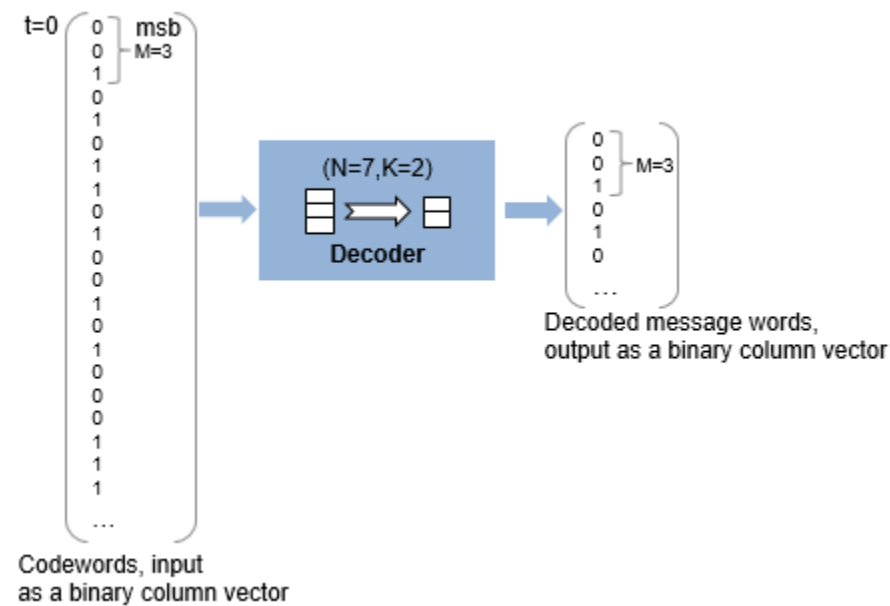 t=0 0 msb
0 M=3
1
0
1
0
1
1
0
1
0
0
1
0
1
0
0
0
1
1
1
...
Codewords, input
as a binary column vector
(N=7,K=2)
Decoder
0
0 M=3
1
0
1
0
...
Decoded message words,
output as a binary column vector